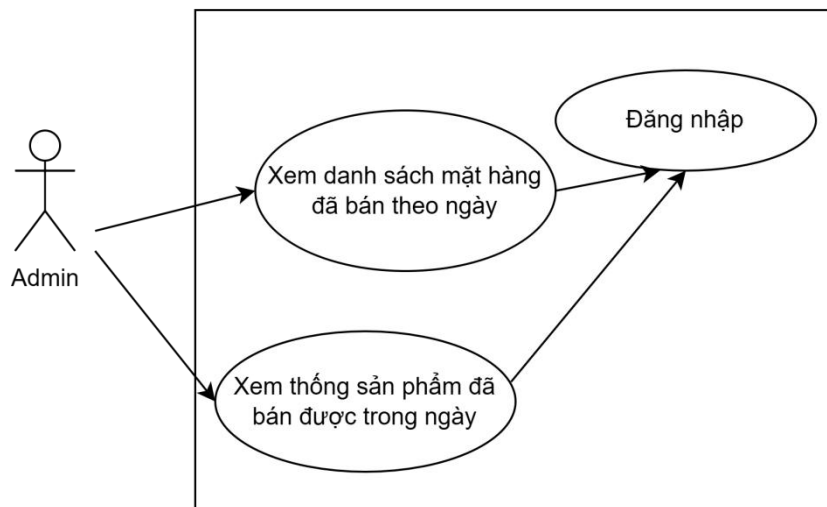 Đăng nhập
Xem danh sách mặt hàng
đã bán theo ngày
Admin
Xem thống sản phẩm đã
bán được trong ngày